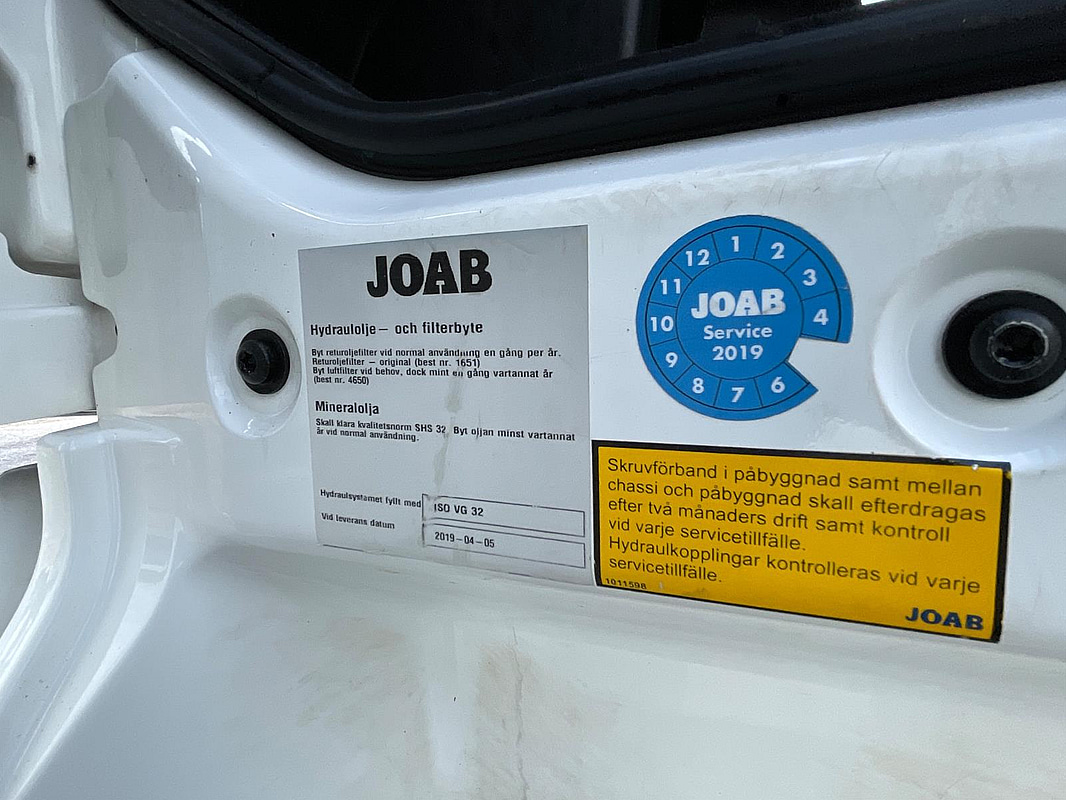 JOAB
Hydraulolje – och filterbyte
Byt returoljefilter vid normal användning en gång per år.
Returoljefilter – original (best nr. 1651)
Byt luftfilter vid behov, dock mint en gång vartannat år
(best nr. 4650)
Mineralolja
Skall klara kvalitetsnorm SHS 32. Byt oljan minst vartannat
år vid normal användning.
Hydraulsystamet fyllt med ISO VG 32
Vid leverans datum 2019–04–05
12 1 2 3 4 6 7 8 9 10 11
JOAB
Service
2019
Skruvförband i påbyggnad samt mellan
chassi och påbyggnad skall efterdragas
efter två månaders drift samt kontroll
vid varje servicetillfälle.
Hydraulkopplingar kontrolleras vid varje
servicetillfälle.
1011598
JOAB